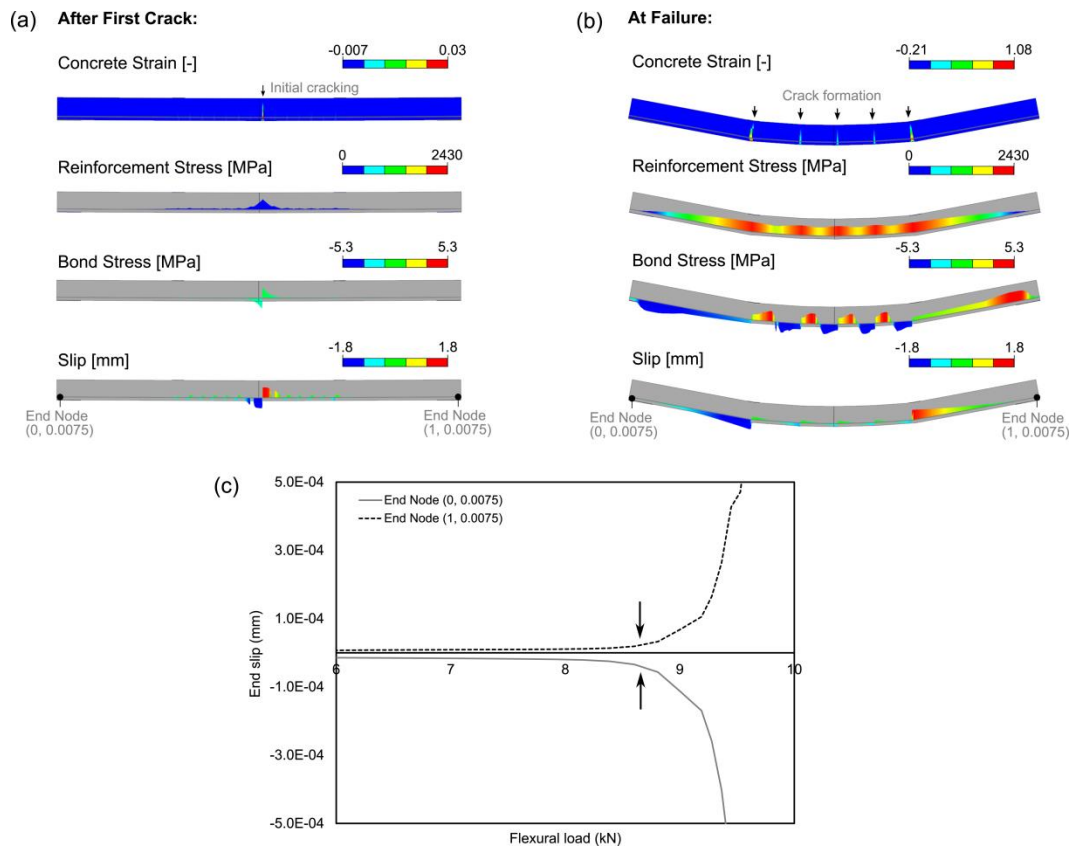 (a) After First Crack:
Concrete Strain [-]
-0.007 0.03
Initial cracking
Reinforcement Stress [MPa]
0 2430
Bond Stress [MPa]
-5.3 5.3
Slip [mm]
-1.8 1.8
End Node
(0, 0.0075)
End Node
(1, 0.0075)
(b) At Failure:
Concrete Strain [-]
-0.21 1.08
Crack formation
Reinforcement Stress [MPa]
0 2430
Bond Stress [MPa]
-5.3 5.3
Slip [mm]
-1.8 1.8
End Node
(0, 0.0075)
End Node
(1, 0.0075)
(c)
End Node (0, 0.0075)
End Node (1, 0.0075)
End slip (mm)
5.0E-04
3.0E-04
1.0E-04
-1.0E-04
-3.0E-04
-5.0E-04
6 7 8 9 10
Flexural load (kN)